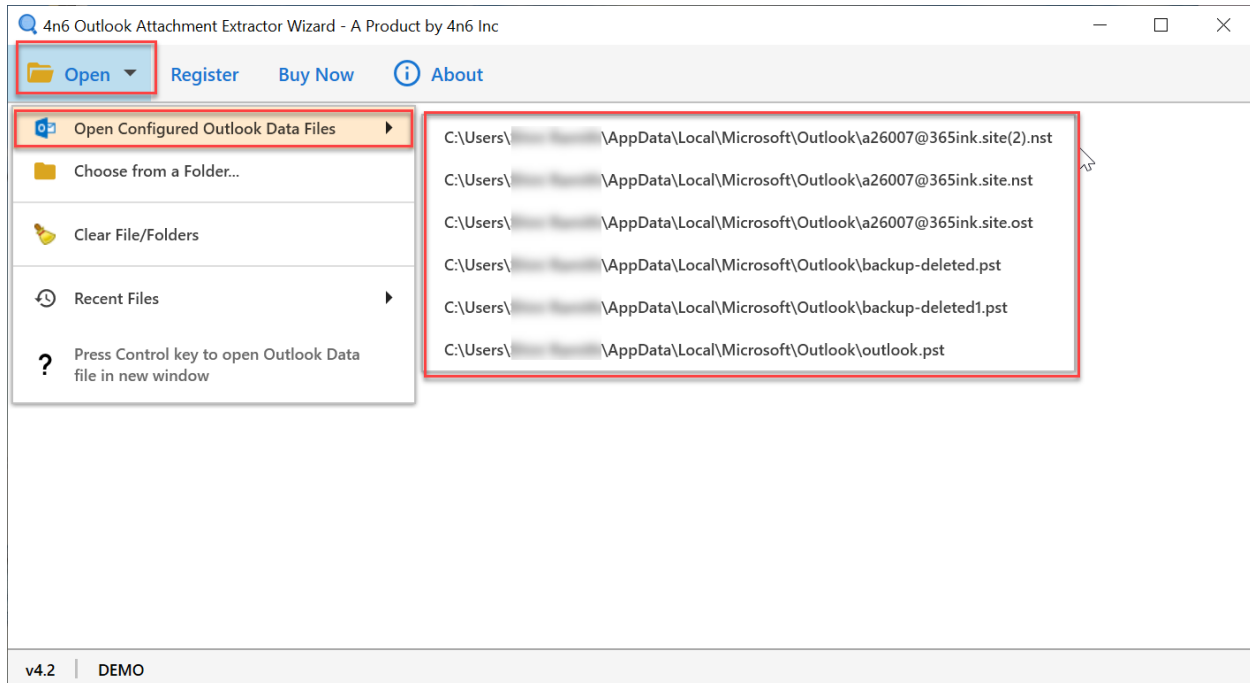 4n6 Outlook Attachment Extractor Wizard - A Product by 4n6 Inc
Open Register Buy Now About
Open Configured Outlook Data Files
Choose from a Folder...
Clear File/Folders
Recent Files
? Press Control key to open Outlook Data
file in new window
C:\Users\ \AppData\Local\Microsoft\Outlook\a26007@365ink.site(2).nst
C:\Users\ \AppData\Local\Microsoft\Outlook\a26007@365ink.site.nst
C:\Users\ \AppData\Local\Microsoft\Outlook\a26007@365ink.site.ost
C:\Users\ \AppData\Local\Microsoft\Outlook\backup-deleted.pst
C:\Users\ \AppData\Local\Microsoft\Outlook\backup-deleted1.pst
C:\Users\ \AppData\Local\Microsoft\Outlook\outlook.pst
v4.2 DEMO